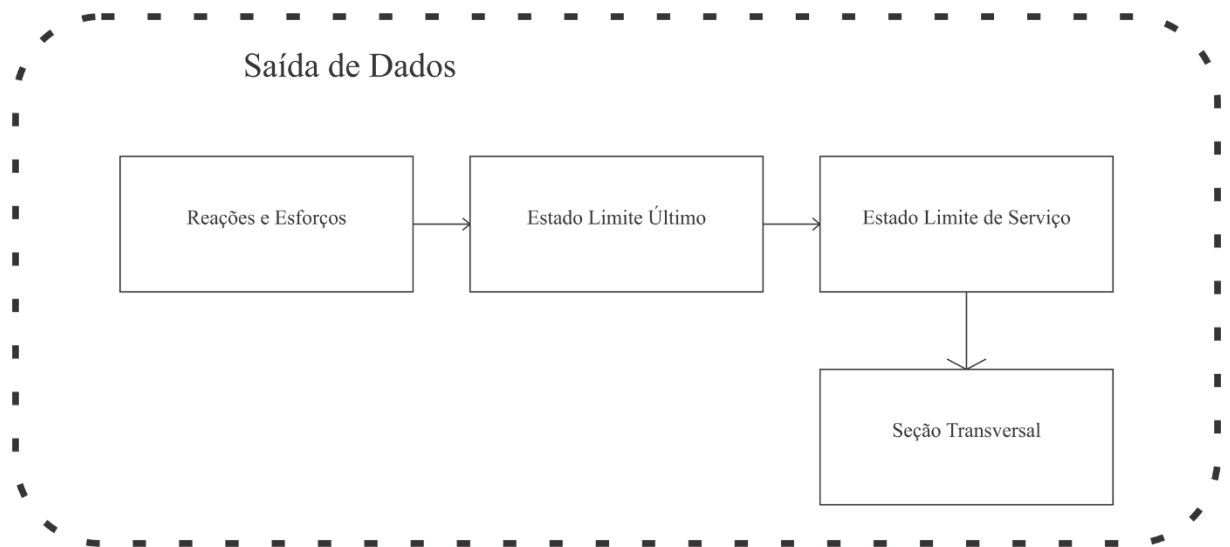 Saída de Dados
Reações e Esforços
Estado Limite Último
Estado Limite de Serviço
Seção Transversal